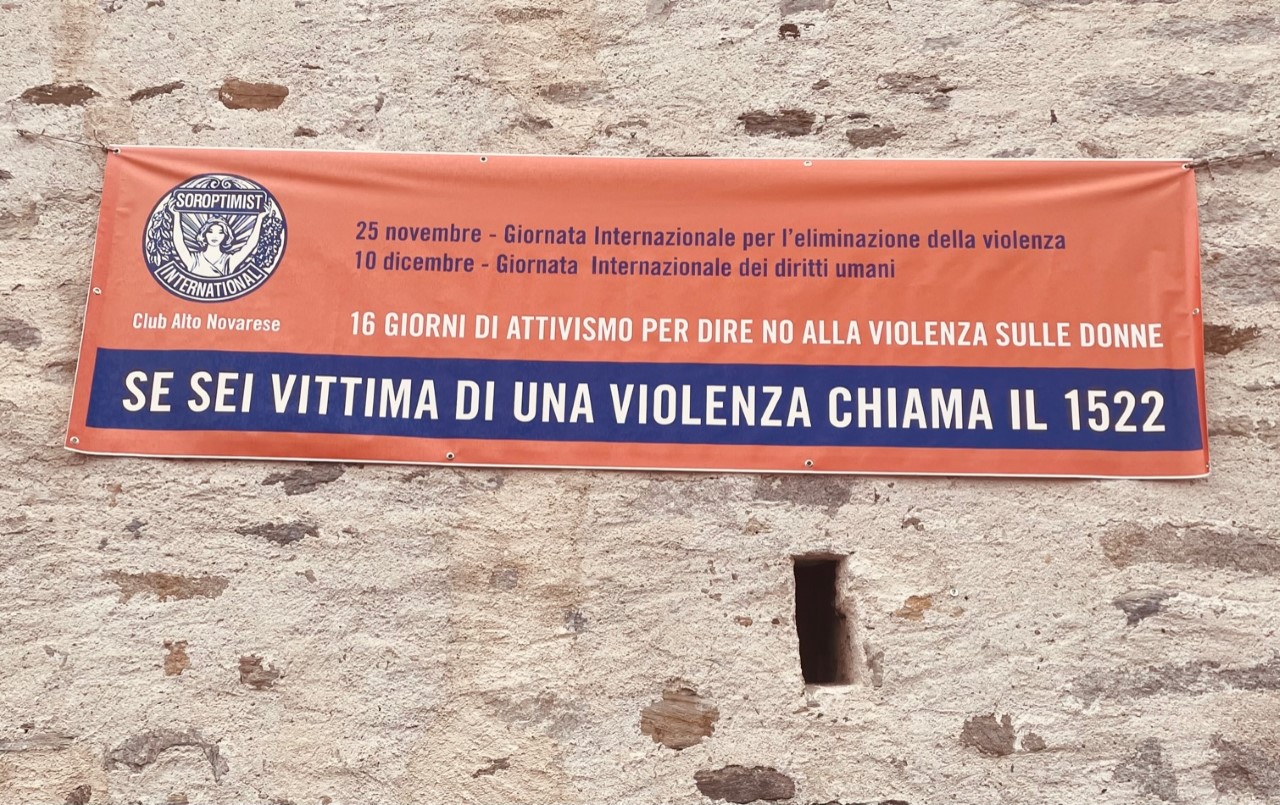 SOROPTIMIST
INTERNATIONAL
Club Alto Novarese
25 novembre - Giornata Internazionale per l'eliminazione della violenza
10 dicembre - Giornata Internazionale dei diritti umani
16 GIORNI DI ATTIVISMO PER DIRE NO ALLA VIOLENZA SULLE DONNE
SE SEI VITTIMA DI UNA VIOLENZA CHIAMA IL 1522